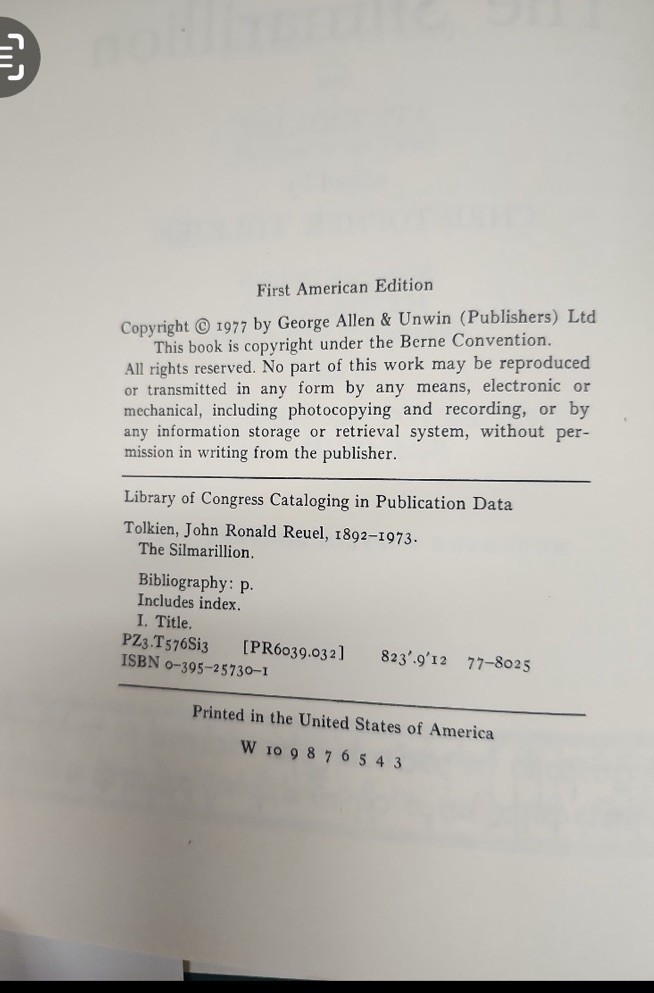 First American Edition
Copyright © 1977 by George Allen & Unwin (Publishers) Ltd
This book is copyright under the Berne Convention.
All rights reserved. No part of this work may be reproduced
or transmitted in any form by any means, electronic or
mechanical, including photocopying and recording, or by
any information storage or retrieval system, without per-
mission in writing from the publisher.
Library of Congress Cataloging in Publication Data
Tolkien, John Ronald Reuel, 1892–1973.
The Silmarillion.
Bibliography: p.
Includes index.
I. Title.
PZ3.T576Si3 [PR6039.032] 823'.9'12 77–8025
ISBN 0-395-25730-1
Printed in the United States of America
W 10 9 8 7 6 5 4 3